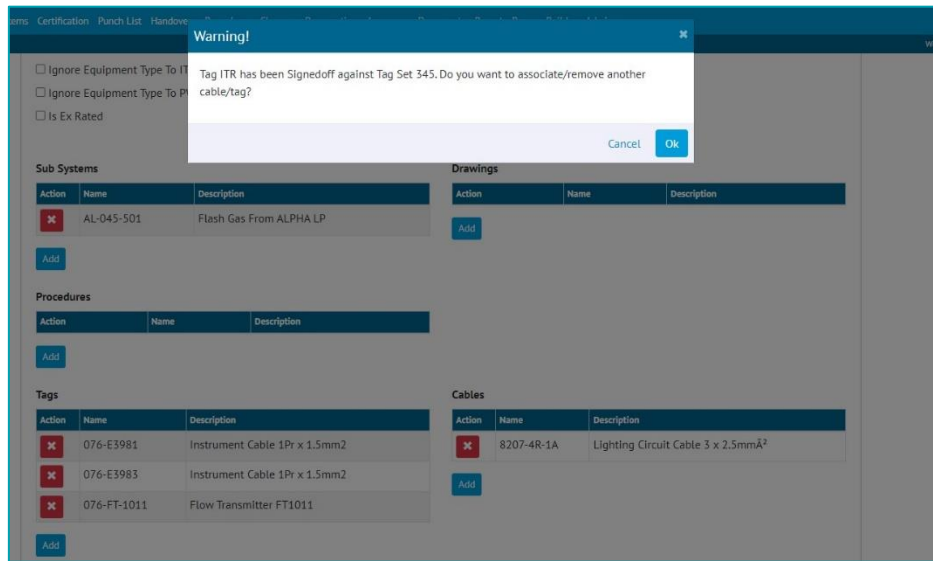 Certification Punch List Handove
Warning!
Tag ITR has been Signedoff against Tag Set 345. Do you want to associate/remove another
cable/tag?
Cancel Ok
Ignore Equipment Type To IT
Ignore Equipment Type To P
Is Ex Rated
Sub Systems
Action Name Description
AL-045-501 Flash Gas From ALPHA LP
Add
Drawings
Action Name Description
Add
Procedures
Action Name Description
Add
Tags
Action Name Description
076-E3981 Instrument Cable 1Pr x 1.5mm2
076-E3983 Instrument Cable 1Pr x 1.5mm2
076-FT-1011 Flow Transmitter FT1011
Add
Cables
Action Name Description
8207-4R-1A Lighting Circuit Cable 3 x 2.5mmÂ²
Add